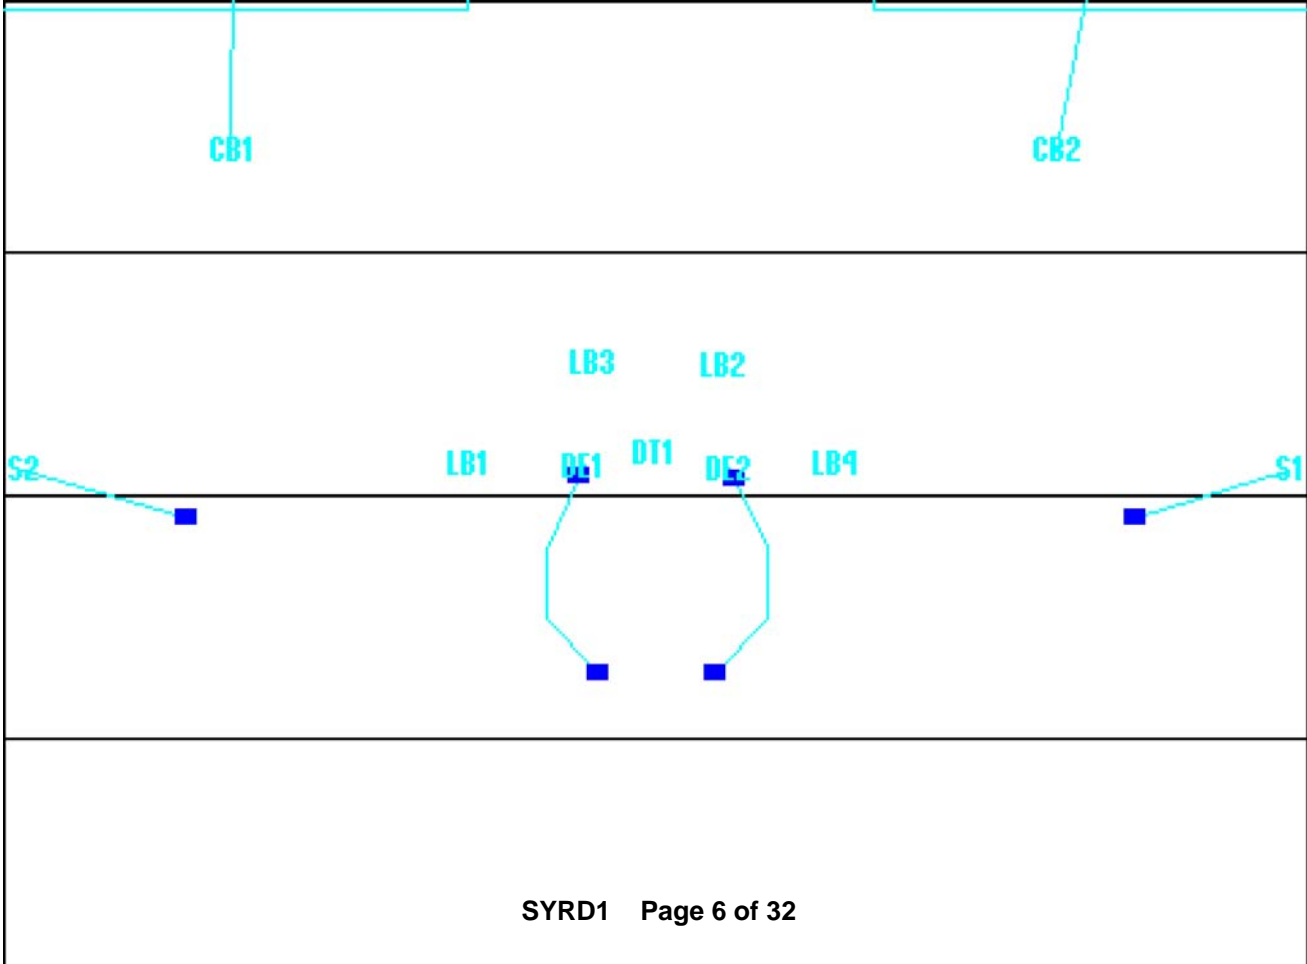 CB1 CB2
LB3 LB2
DT1
S2 LB1 DE1 DE2 LB4 S1
SYRD1 Page 6 of 32